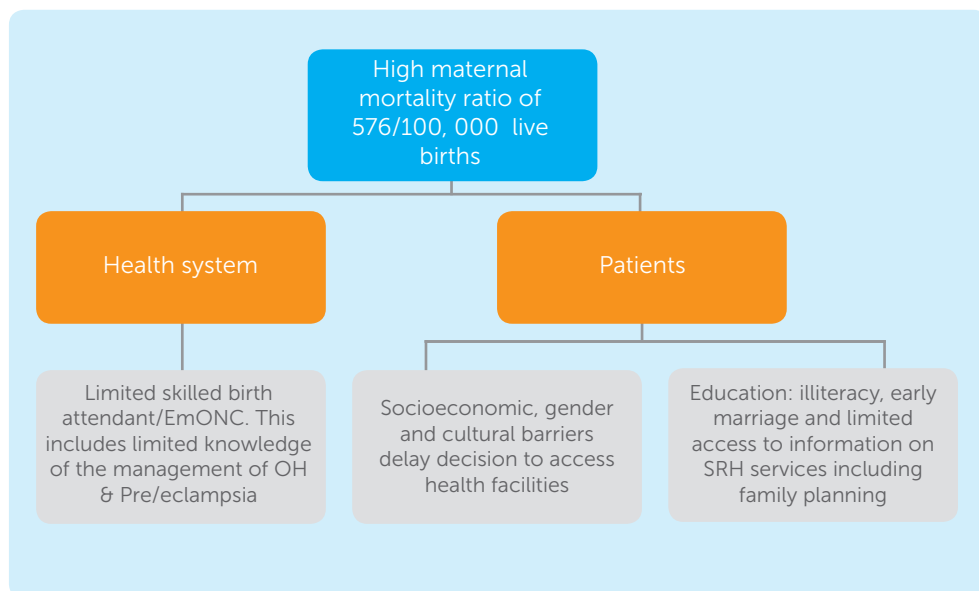 High maternal
mortality ratio of
576/100, 000 live
births
Health system
Patients
Limited skilled birth
attendant/EmONC. This
includes limited knowledge
of the management of OH
& Pre/eclampsia
Socioeconomic, gender
and cultural barriers
delay decision to access
health facilities
Education: illiteracy, early
marriage and limited
access to information on
SRH services including
family planning